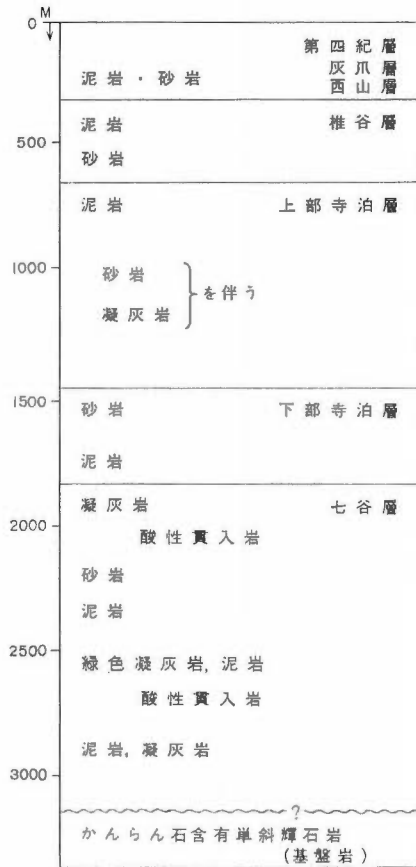 M
0
第四紀層
灰爪層
泥岩・砂岩 西山層
泥岩 椎谷層
500
砂岩
泥岩 上部寺泊層
1000
砂岩
を伴う
凝灰岩
1500
砂岩 下部寺泊層
泥岩
凝灰岩 七谷層
2000
酸性貫入岩
砂岩
泥岩
2500
緑色凝灰岩,泥岩
酸性貫入岩
泥岩,凝灰岩
3000
?
かんらん石含有単斜輝石岩
(基盤岩)